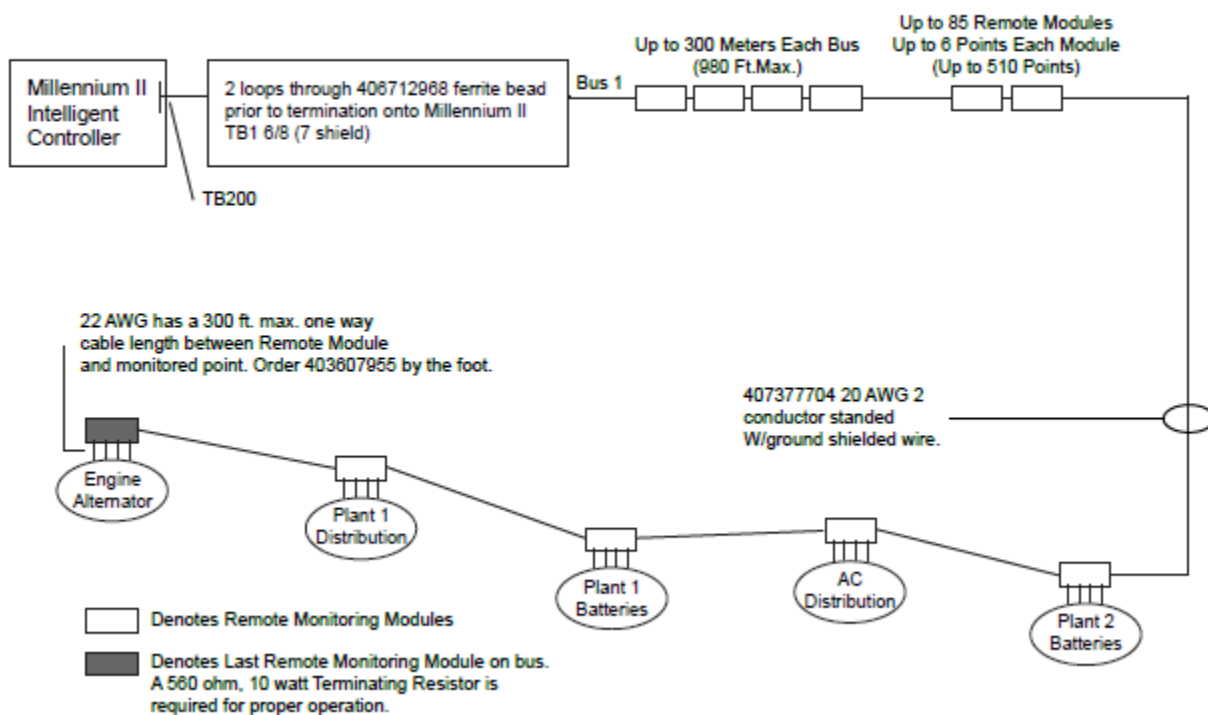 Millennium II
Intelligent
Controller
TB200
2 loops through 406712968 ferrite bead
prior to termination onto Millennium II
TB1 6/8 (7 shield)
Bus 1
Up to 300 Meters Each Bus
(980 Ft.Max.)
Up to 85 Remote Modules
Up to 6 Points Each Module
(Up to 510 Points)
22 AWG has a 300 ft. max. one way
cable length between Remote Module
and monitored point. Order 403607955 by the foot.
407377704 20 AWG 2
conductor standed
W/ground shielded wire.
Engine
Alternator
Plant 1
Distribution
Plant 1
Batteries
AC
Distribution
Plant 2
Batteries
Denotes Remote Monitoring Modules
Denotes Last Remote Monitoring Module on bus.
A 560 ohm, 10 watt Terminating Resistor is
required for proper operation.